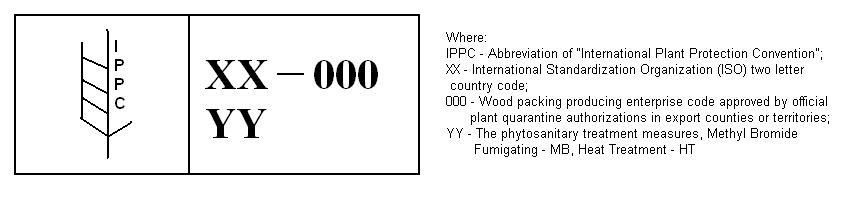 IPPC
XX — 000
YY
Where:
IPPC - Abbreviation of "International Plant Protection Convention";
XX - International Standardization Organization (ISO) two letter
country code;
000 - Wood packing producing enterprise code approved by official
plant quarantine authorizations in export counties or territories;
YY - The phytosanitary treatment measures, Methyl Bromide
Fumigating - MB, Heat Treatment - HT